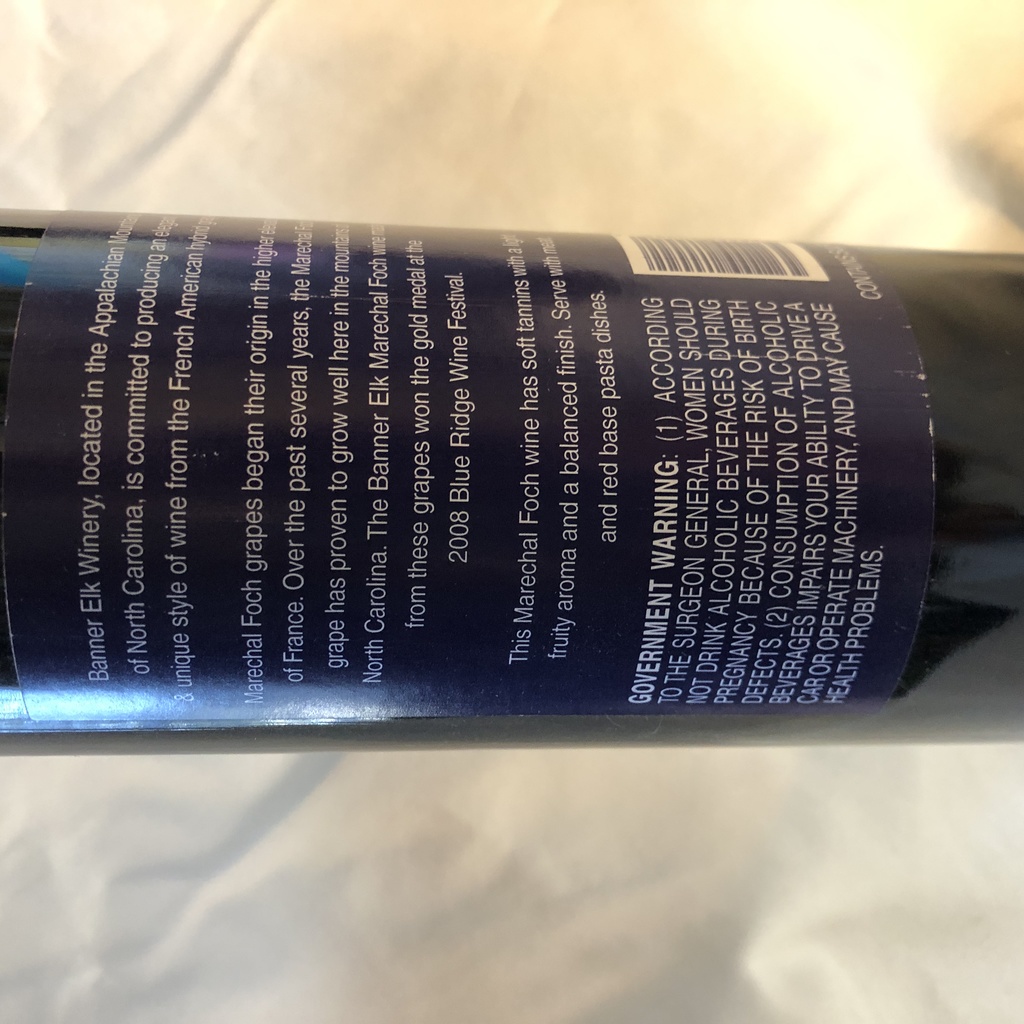 Banner Elk Winery, located in the Appalachian
of North Carolina, is committed to producing an
& unique style of wine from the French American hybrid
Marechal Foch grapes began their origin in the higher
of France. Over the past several years, the Marechal
grape has proven to grow well here in the mountains
North Carolina. The Banner Elk Marechal Foch wine
from these grapes won the gold medal at the
2008 Blue Ridge Wine Festival.
This Marechal Foch wine has soft tannins with a light
fruity aroma and a balanced finish. Serve with meat
and red base pasta dishes.
GOVERNMENT WARNING: (1) ACCORDING
TO THE SURGEON GENERAL, WOMEN SHOULD
NOT DRINK ALCOHOLIC BEVERAGES DURING
PREGNANCY BECAUSE OF THE RISK OF BIRTH
DEFECTS. (2) CONSUMPTION OF ALCOHOLIC
BEVERAGES IMPAIRS YOUR ABILITY TO DRIVE A
CAR OR OPERATE MACHINERY, AND MAY CAUSE
HEALTH PROBLEMS.